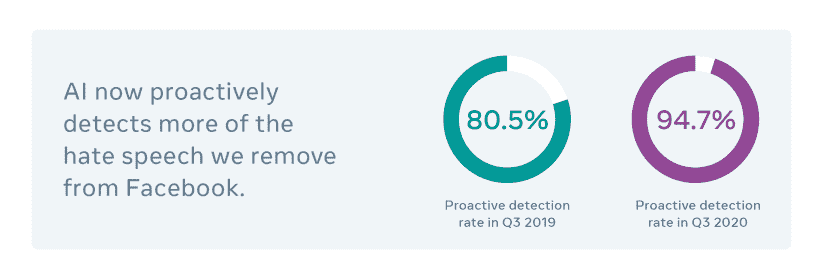 AI now proactively
detects more of the
hate speech we remove
from Facebook.
80.5%
Proactive detection
rate in Q3 2019
94.7%
Proactive detection
rate in Q3 2020